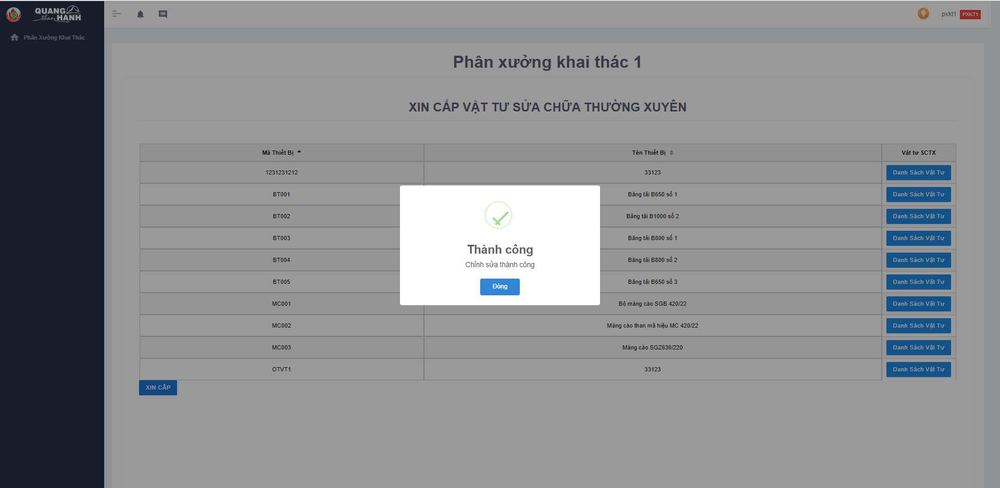 QUANG
than HANH
Phân Xưởng Khai Thác
pxkt1 PXKT1
Phân xưởng khai thác 1
XIN CẤP VẬT TƯ SỬA CHỮA THƯỜNG XUYÊN
Mã Thiết Bị Tên Thiết Bị Vật tư SCTX
1231231212 33123 Danh Sách Vật Tư
BT001 Băng tải B650 số 1 Danh Sách Vật Tư
BT002 Băng tải B1000 số 2 Danh Sách Vật Tư
BT003 Băng tải B800 số 1 Danh Sách Vật Tư
BT004 Băng tải B800 số 2 Danh Sách Vật Tư
BT005 Băng tải B650 số 3 Danh Sách Vật Tư
MC001 Bộ máng cào SGB 420/22 Danh Sách Vật Tư
MC002 Máng cào than mã hiệu MC 420/22 Danh Sách Vật Tư
MC003 Máng cào SGZ630/220 Danh Sách Vật Tư
OTVT1 33123 Danh Sách Vật Tư
XIN CẤP
Thành công
Chỉnh sửa thành công
Đóng